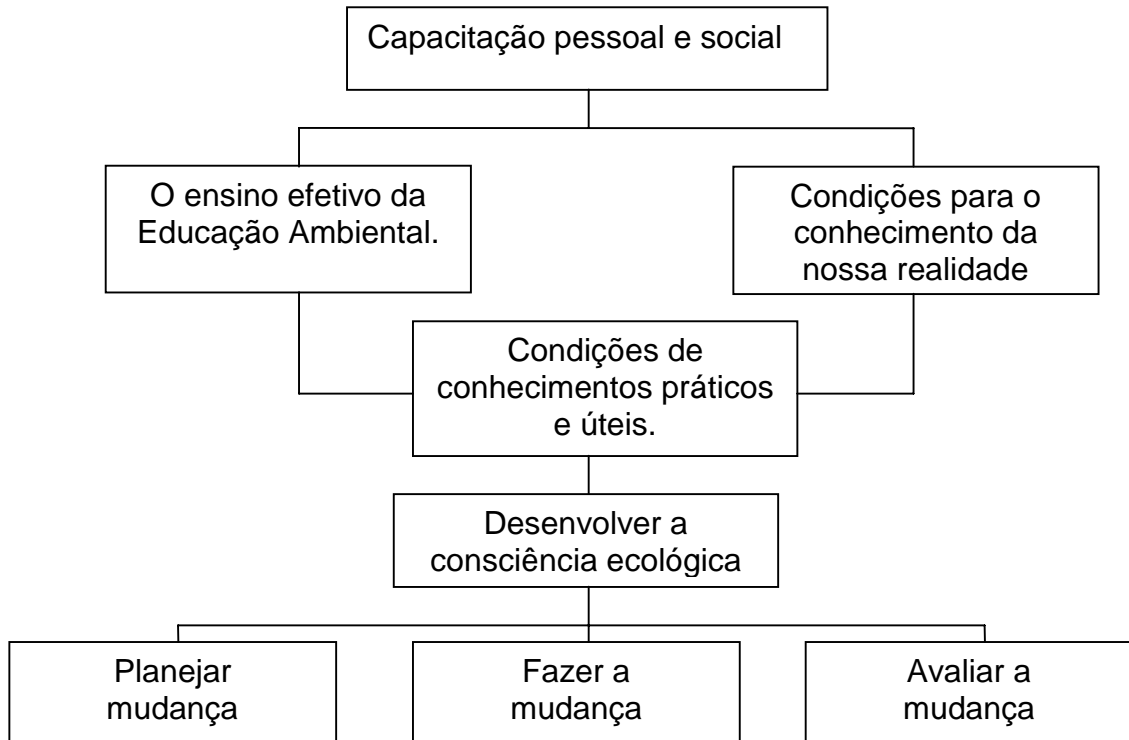 Capacitação pessoal e social
O ensino efetivo da
Educação Ambiental.
Condições para o
conhecimento da
nossa realidade
Condições de
conhecimentos práticos
e úteis.
Desenvolver a
consciência ecológica
Planejar
mudança
Fazer a
mudança
Avaliar a
mudança